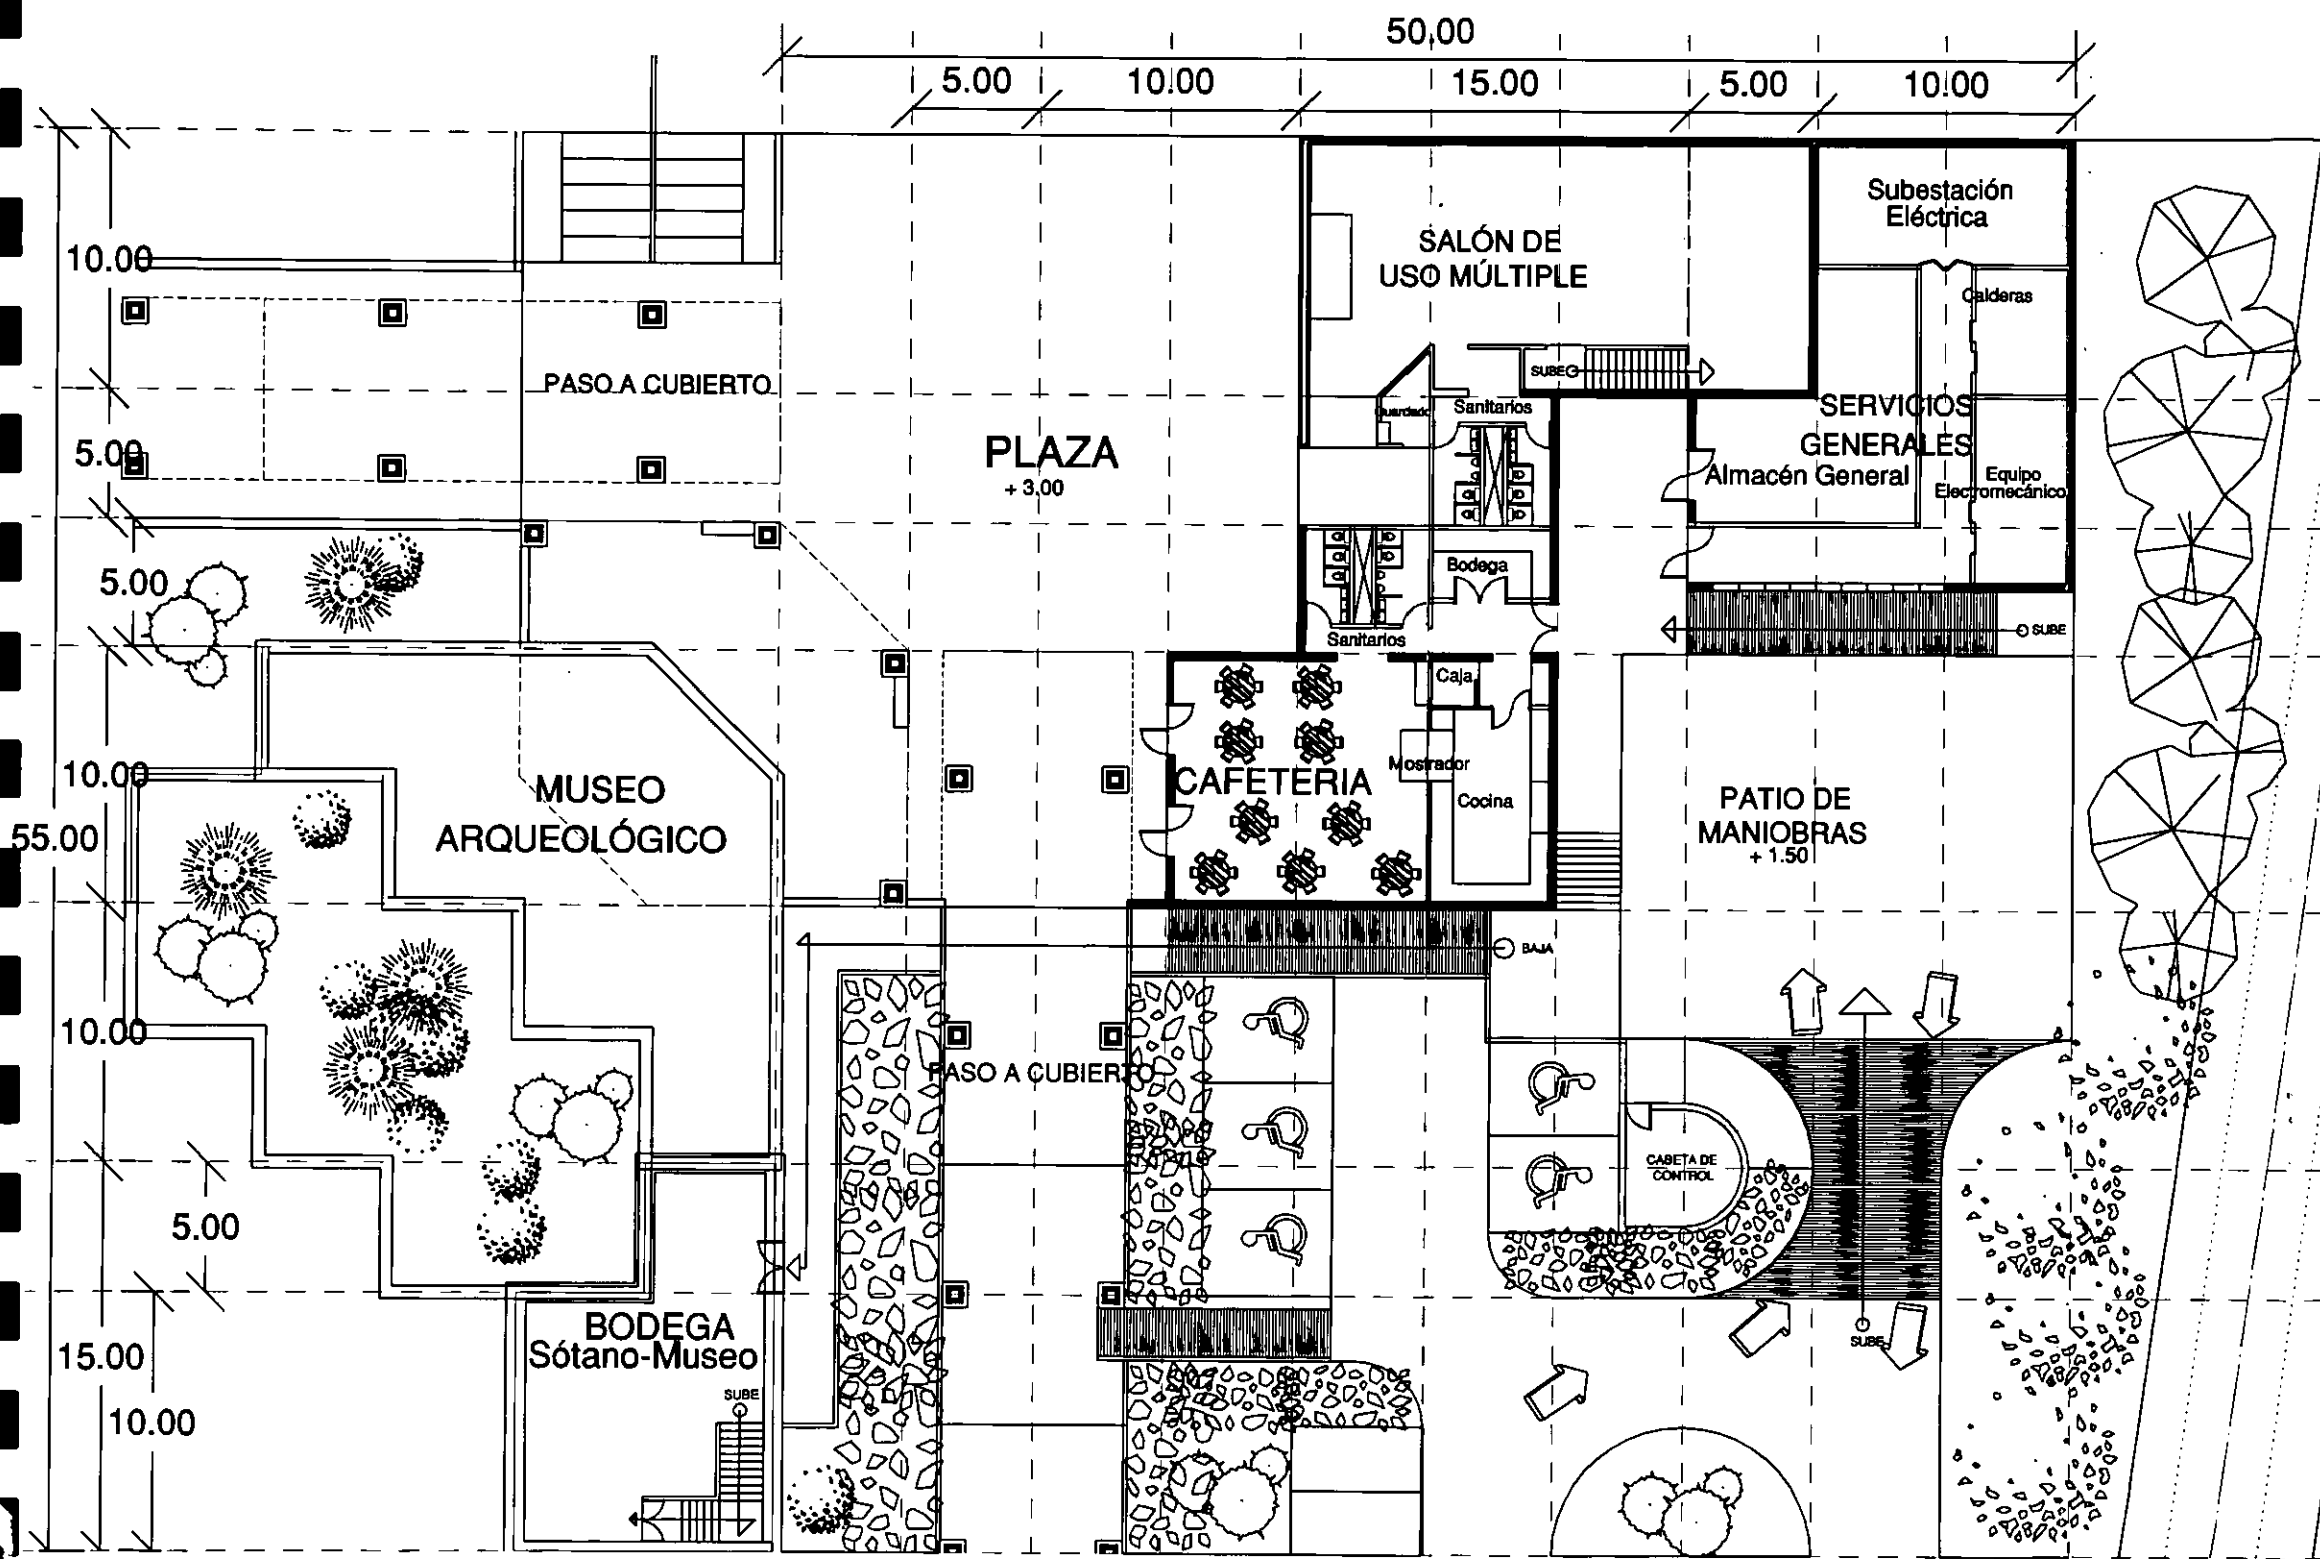 50.00
5.00 10.00 15.00 5.00 10.00
Subestación
Eléctrica
SALÓN DE
USO MÚLTIPLE
10.00
Calderas
SUBE
PASO A CUBIERTO
Guardado
Sanitarios
SERVICIOS
GENERALES
PLAZA
+ 3.00
5.00
Almacén General
Equipo
Electromecánico
Bodega
5.00
Sanitarios
SUBE
Caja
10.00
MUSEO
ARQUEOLÓGICO
CAFETERIA
Mostrador
Cocina
PATIO DE
MANIOBRAS
+ 1.50
55.00
BAJA
10.00
PASO A CUBIERTO
CASETA DE
CONTROL
5.00
BODEGA
Sótano-Museo
SUBE
15.00
SUBE
10.00